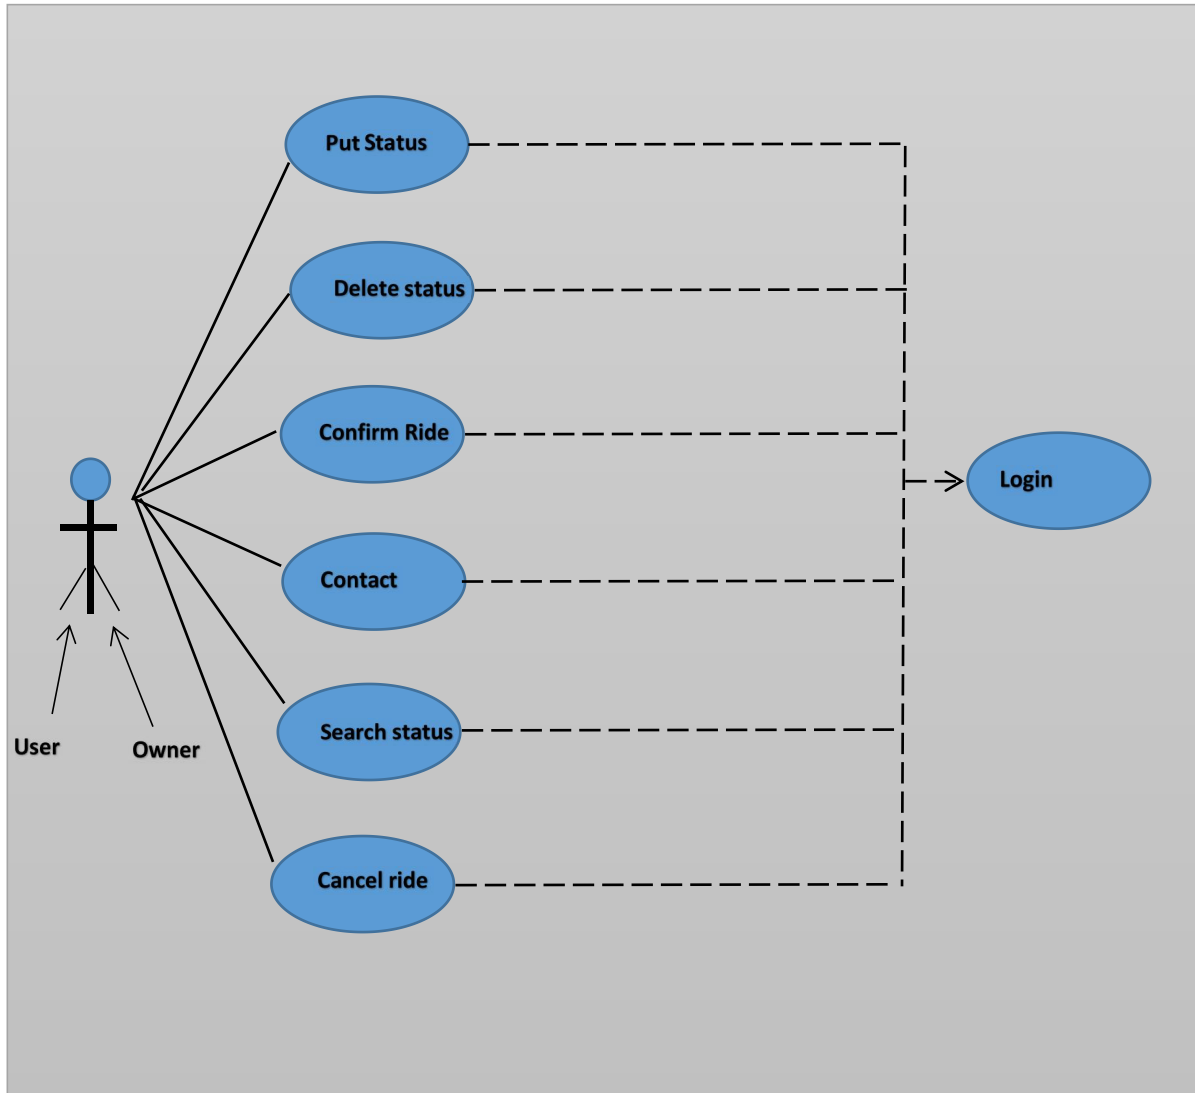 Put Status
Delete status
Confirm Ride
Login
Contact
Search status
User
Owner
Cancel ride